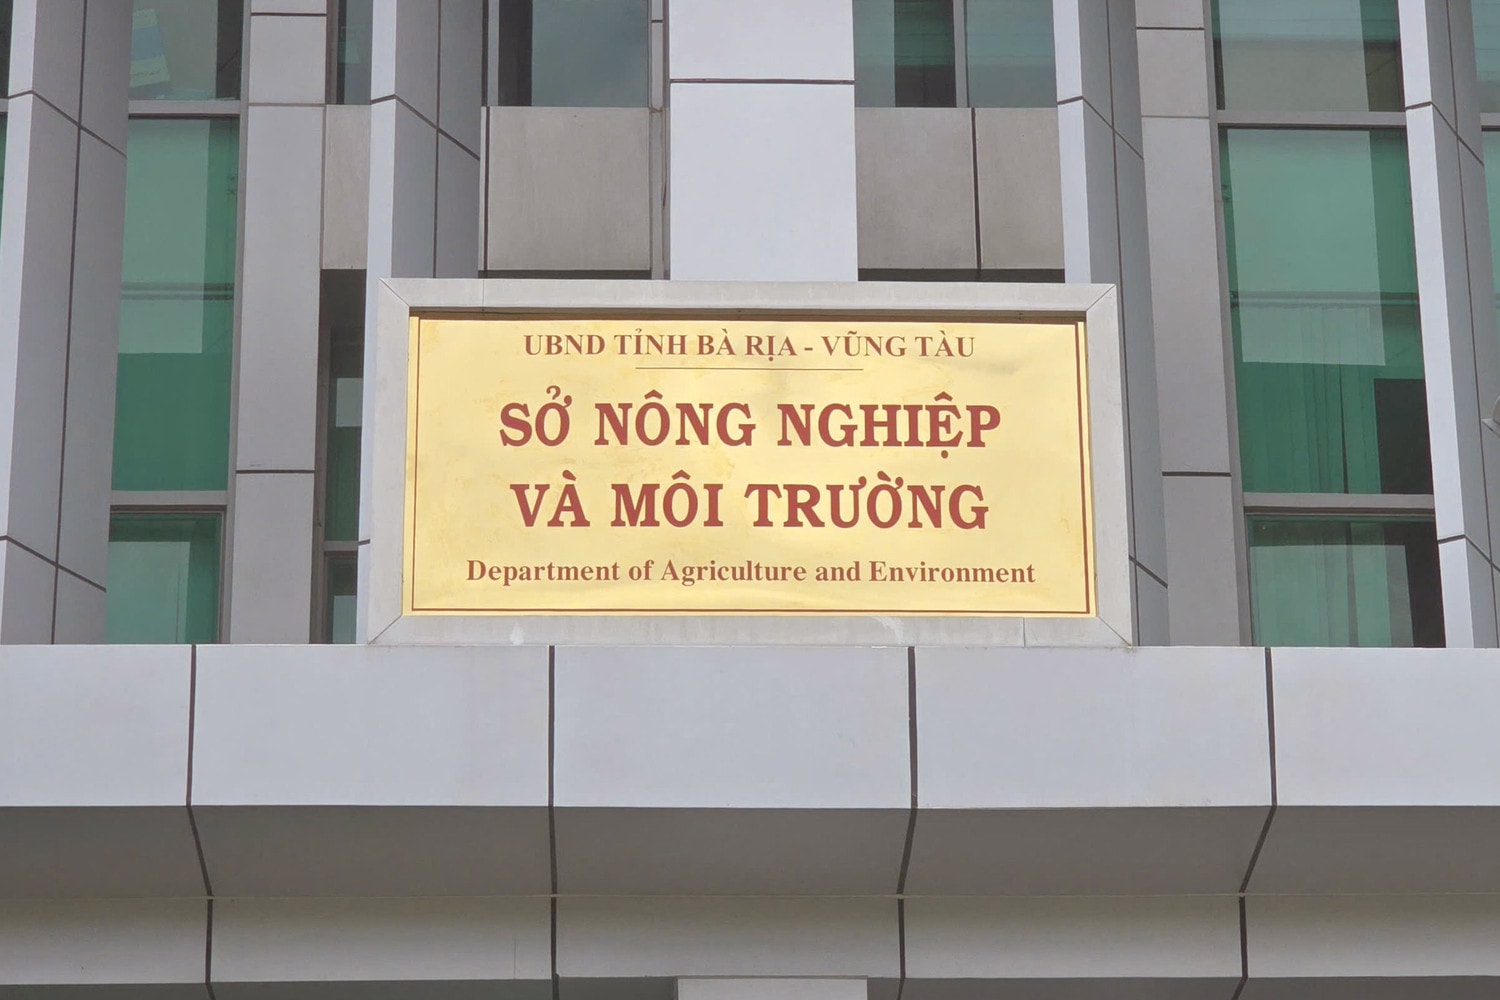 UBND TỈNH BÀ RỊA - VŨNG TÀU
SỞ NÔNG NGHIỆP
VÀ MÔI TRƯỜNG
Department of Agriculture and Environment